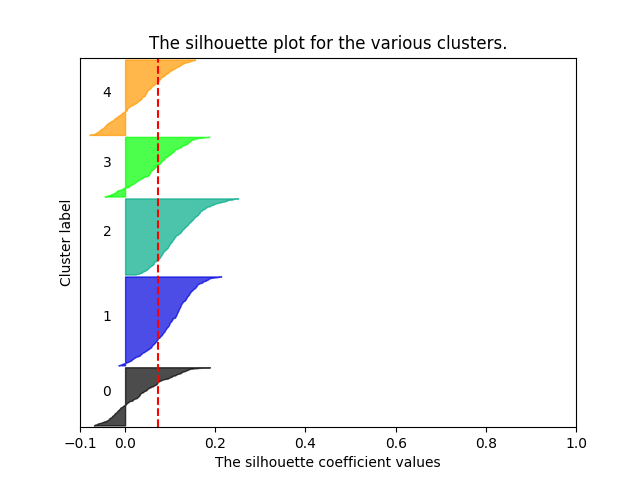 The silhouette plot for the various clusters.
4
3
2
1
0
Cluster label
−0.1 0.0 0.2 0.4 0.6 0.8 1.0
The silhouette coefficient values